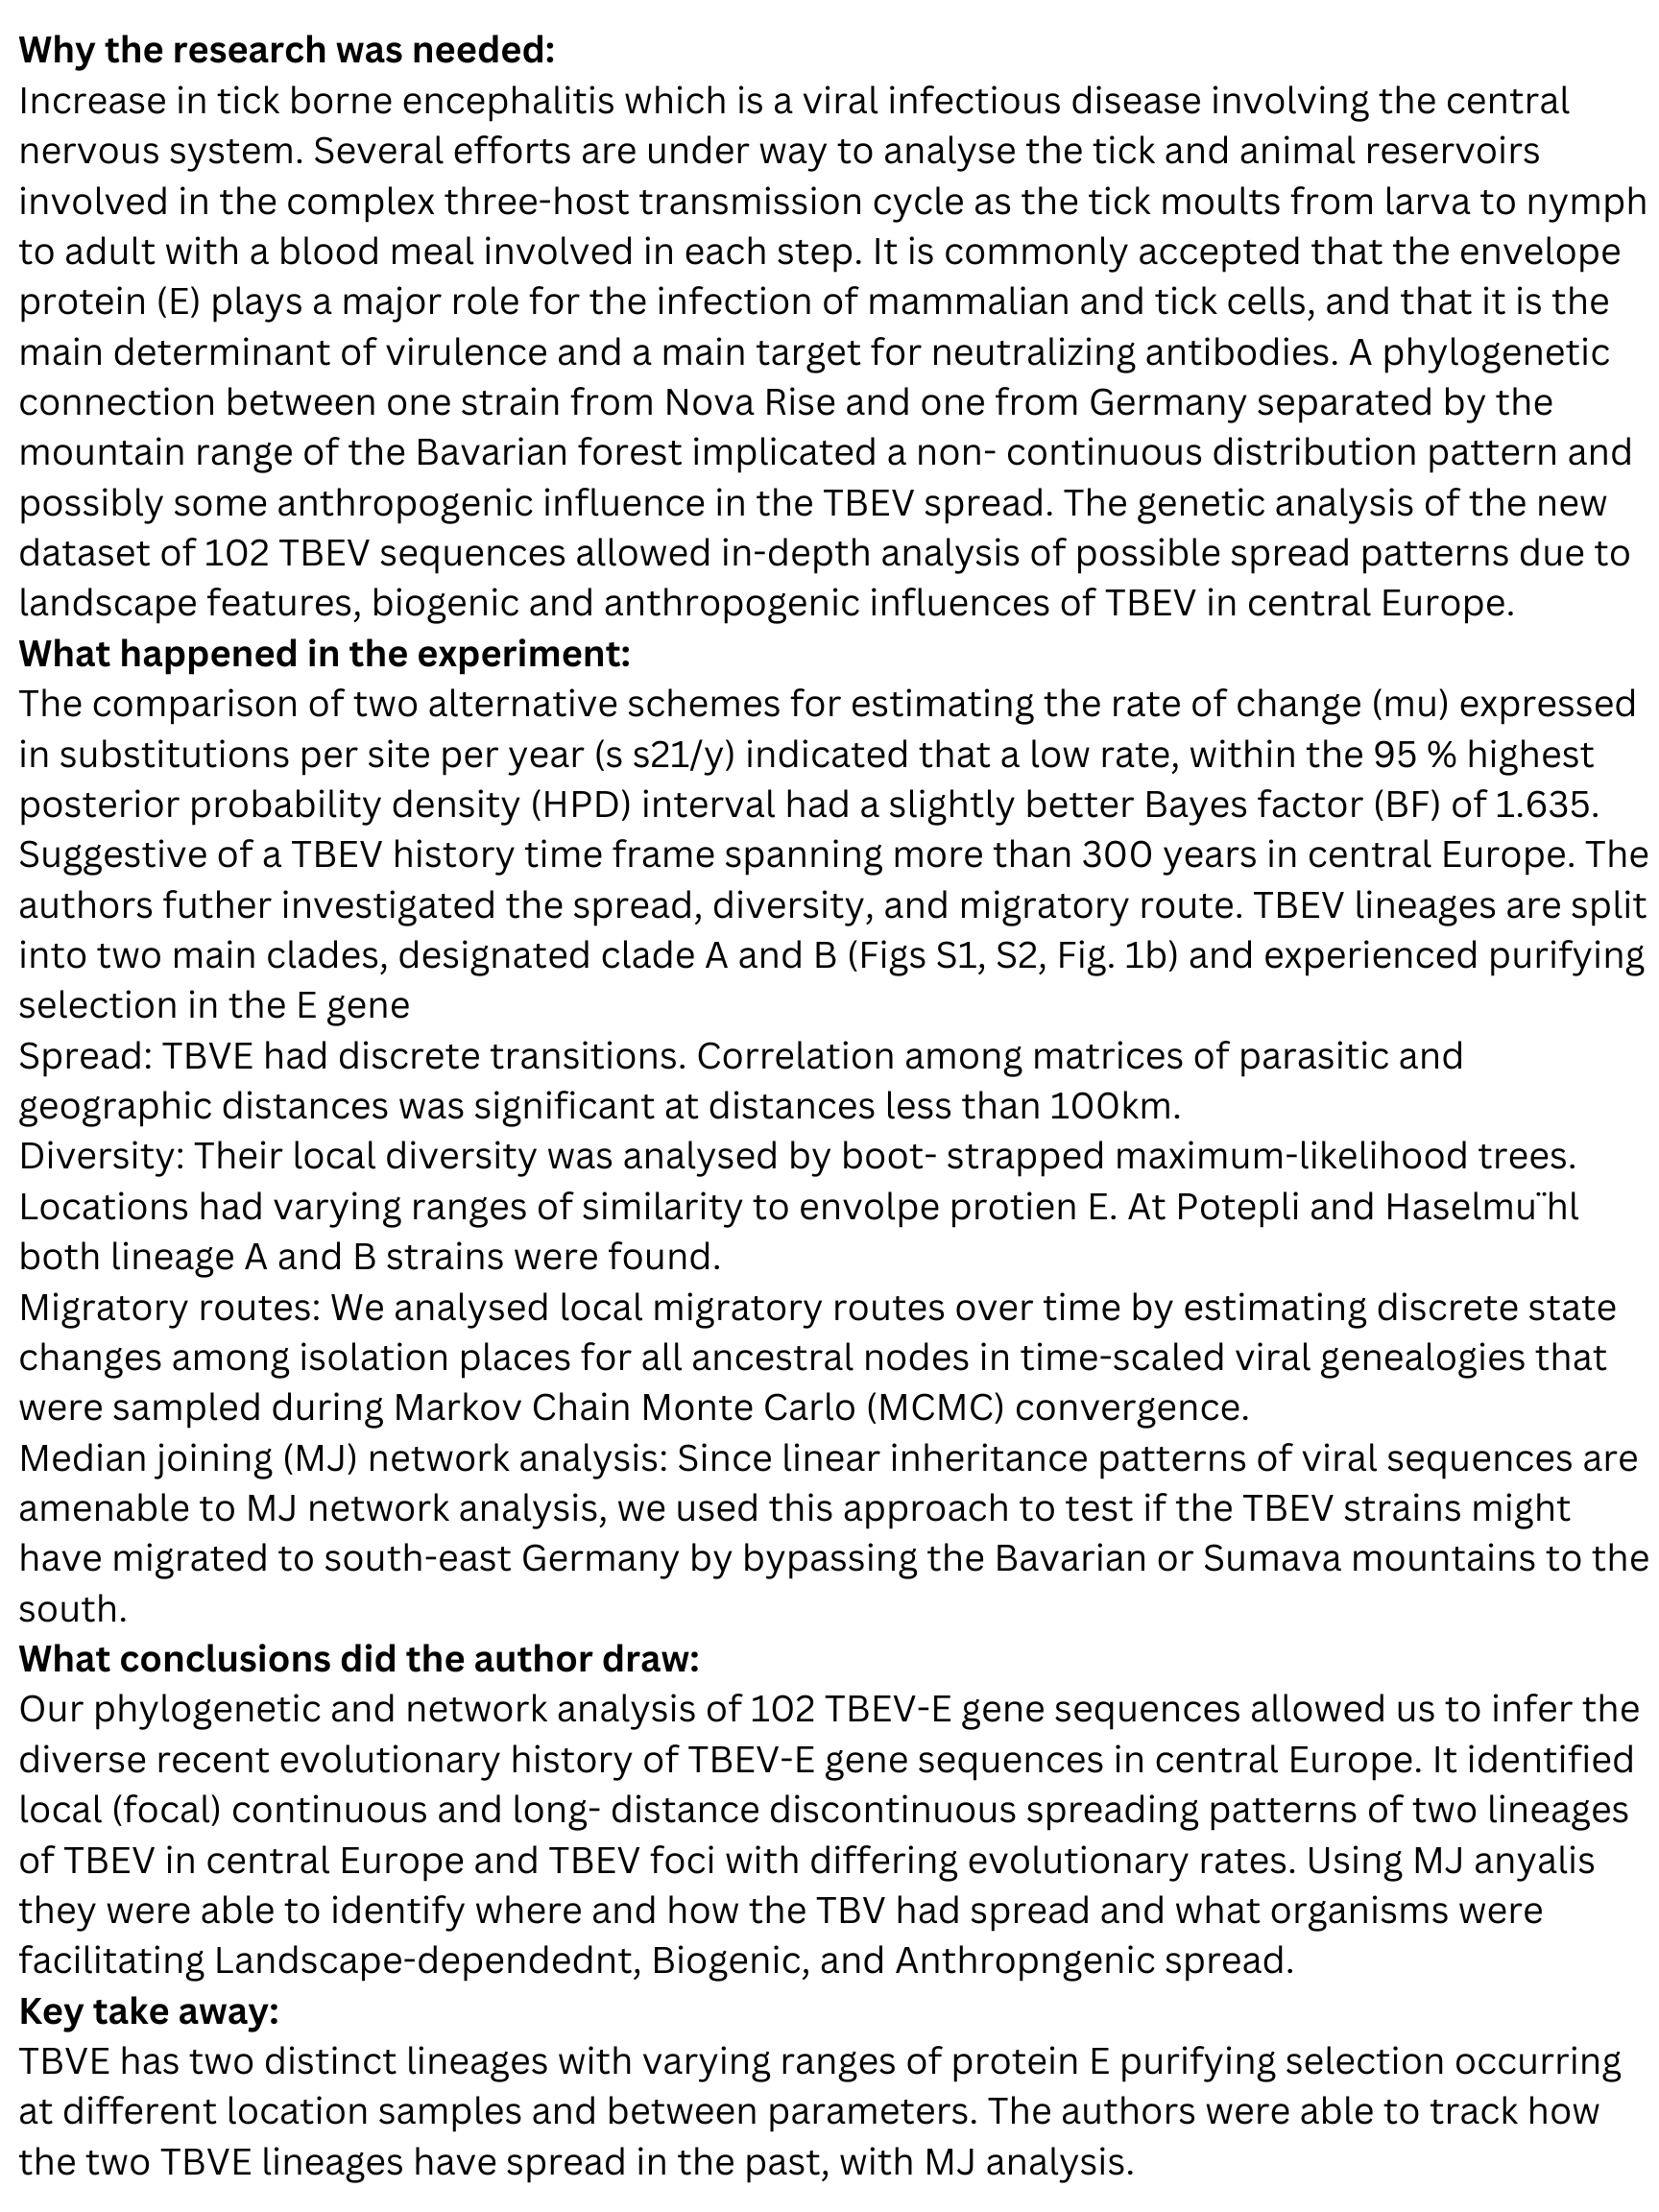 Why the research was needed:
Increase in tick borne encephalitis which is a viral infectious disease involving the central
nervous system. Several efforts are under way to analyse the tick and animal reservoirs
involved in the complex three-host transmission cycle as the tick moults from larva to nymph
to adult with a blood meal involved in each step. It is commonly accepted that the envelope
protein (E) plays a major role for the infection of mammalian and tick cells, and that it is the
main determinant of virulence and a main target for neutralizing antibodies. A phylogenetic
connection between one strain from Nova Rise and one from Germany separated by the
mountain range of the Bavarian forest implicated a non- continuous distribution pattern and
possibly some anthropogenic influence in the TBEV spread. The genetic analysis of the new
dataset of 102 TBEV sequences allowed in-depth analysis of possible spread patterns due to
landscape features, biogenic and anthropogenic influences of TBEV in central Europe.
What happened in the experiment:
The comparison of two alternative schemes for estimating the rate of change (mu) expressed
in substitutions per site per year (s s21/y) indicated that a low rate, within the 95 % highest
posterior probability density (HPD) interval had a slightly better Bayes factor (BF) of 1.635.
Suggestive of a TBEV history time frame spanning more than 300 years in central Europe. The
authors futher investigated the spread, diversity, and migratory route. TBEV lineages are split
into two main clades, designated clade A and B (Figs S1, S2, Fig. 1b) and experienced purifying
selection in the E gene
Spread: TBVE had discrete transitions. Correlation among matrices of parasitic and
geographic distances was significant at distances less than 100km.
Diversity: Their local diversity was analysed by boot- strapped maximum-likelihood trees.
Locations had varying ranges of similarity to envolpe protien E. At Potepli and Haselmu¨hl
both lineage A and B strains were found.
Migratory routes: We analysed local migratory routes over time by estimating discrete state
changes among isolation places for all ancestral nodes in time-scaled viral genealogies that
were sampled during Markov Chain Monte Carlo (MCMC) convergence.
Median joining (MJ) network analysis: Since linear inheritance patterns of viral sequences are
amenable to MJ network analysis, we used this approach to test if the TBEV strains might
have migrated to south-east Germany by bypassing the Bavarian or Sumava mountains to the
south.
What conclusions did the author draw:
Our phylogenetic and network analysis of 102 TBEV-E gene sequences allowed us to infer the
diverse recent evolutionary history of TBEV-E gene sequences in central Europe. It identified
local (focal) continuous and long- distance discontinuous spreading patterns of two lineages
of TBEV in central Europe and TBEV foci with differing evolutionary rates. Using MJ anyalis
they were able to identify where and how the TBV had spread and what organisms were
facilitating Landscape-dependednt, Biogenic, and Anthropngenic spread.
Key take away:
TBVE has two distinct lineages with varying ranges of protein E purifying selection occurring
at different location samples and between parameters. The authors were able to track how
the two TBVE lineages have spread in the past, with MJ analysis.